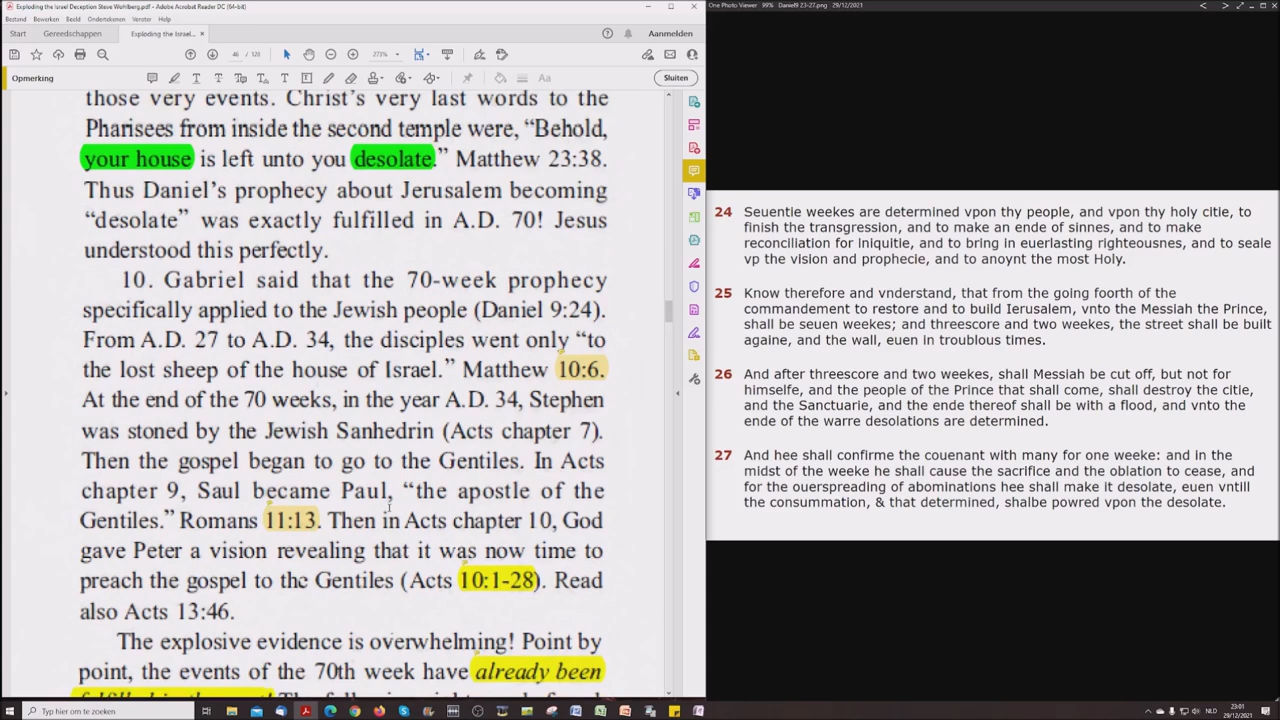 Exploding the Israel Deception Steve Wohlberg.pdf - Adobe Acrobat Reader DC (64-bit)
Bestand Bewerken Beeld Ondertekenen Venster Help
Start Gereedschappen Exploding the Israel... × Aanmelden
46 / 128 273%
Opmerking Sluiten
those very events. Christ’s very last words to the
Pharisees from inside the second temple were, “Behold,
your house is left unto you desolate.” Matthew 23:38.
Thus Daniel’s prophecy about Jerusalem becoming
“desolate” was exactly fulfilled in A.D. 70! Jesus
understood this perfectly.
10. Gabriel said that the 70-week prophecy
specifically applied to the Jewish people (Daniel 9:24).
From A.D. 27 to A.D. 34, the disciples went only “to
the lost sheep of the house of Israel.” Matthew 10:6.
At the end of the 70 weeks, in the year A.D. 34, Stephen
was stoned by the Jewish Sanhedrin (Acts chapter 7).
Then the gospel began to go to the Gentiles. In Acts
chapter 9, Saul became Paul, “the apostle of the
Gentiles.” Romans 11:13. Then in Acts chapter 10, God
gave Peter a vision revealing that it was now time to
preach the gospel to the Gentiles (Acts 10:1-28). Read
also Acts 13:46.
The explosive evidence is overwhelming! Point by
point, the events of the 70th week have already been
One Photo Viewer 99% Daniel9 23-27.png 29/12/2021
24 Seuentie weekes are determined vpon thy people, and vpon thy holy citie, to
finish the transgression, and to make an ende of sinnes, and to make
reconciliation for iniquitie, and to bring in euerlasting righteousnes, and to seale
vp the vision and prophecie, and to anoynt the most Holy.
25 Know therefore and vnderstand, that from the going foorth of the
commandement to restore and to build Ierusalem, vnto the Messiah the Prince,
shall be seuen weekes; and threescore and two weekes, the street shall be built
againe, and the wall, euen in troublous times.
26 And after threescore and two weekes, shall Messiah be cut off, but not for
himselfe, and the people of the Prince that shall come, shall destroy the citie,
and the Sanctuarie, and the ende thereof shall be with a flood, and vnto the
ende of the warre desolations are determined.
27 And hee shall confirme the couenant with many for one weeke: and in the
midst of the weeke he shall cause the sacrifice and the oblation to cease, and
for the ouerspreading of abominations hee shall make it desolate, euen vntill
the consummation, & that determined, shalbe powred vpon the desolate.
Typ hier om te zoeken
NLD 23:01
29/12/2021